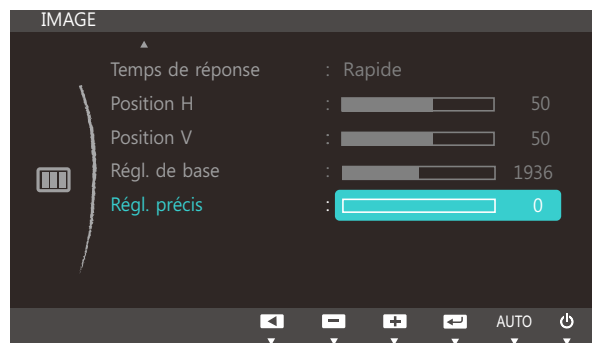 IMAGE
Temps de réponse : Rapide
Position H : 50
Position V : 50
Régl. de base : 1936
Régl. précis : 0
AUTO